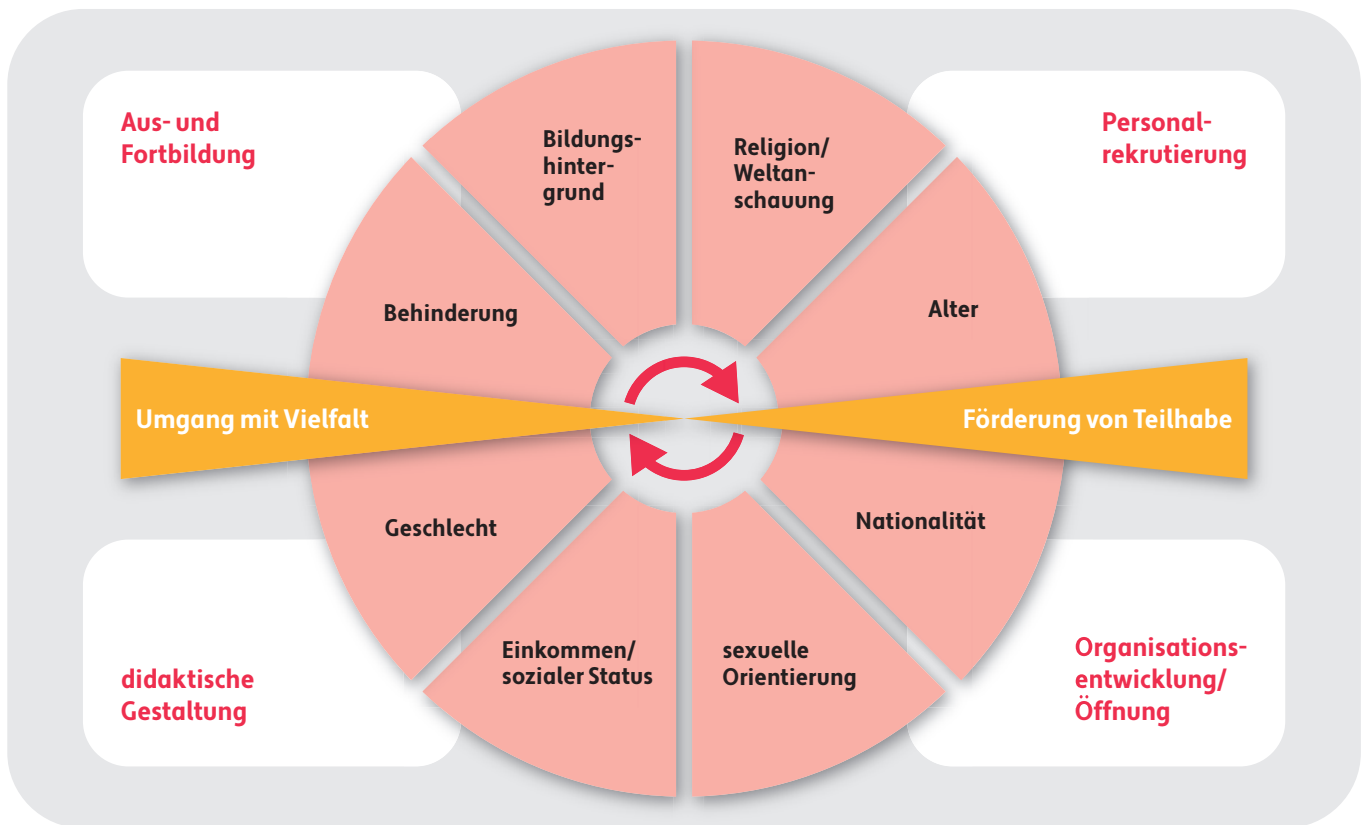 Aus- und
Fortbildung
Bildungs-
hinter-
grund
Religion/
Weltan-
schauung
Personal-
rekrutierung
Behinderung
Alter
Umgang mit Vielfalt
Förderung von Teilhabe
Geschlecht
Nationalität
Einkommen/
sozialer Status
sexuelle
Orientierung
didaktische
Gestaltung
Organisations-
entwicklung/
Öffnung